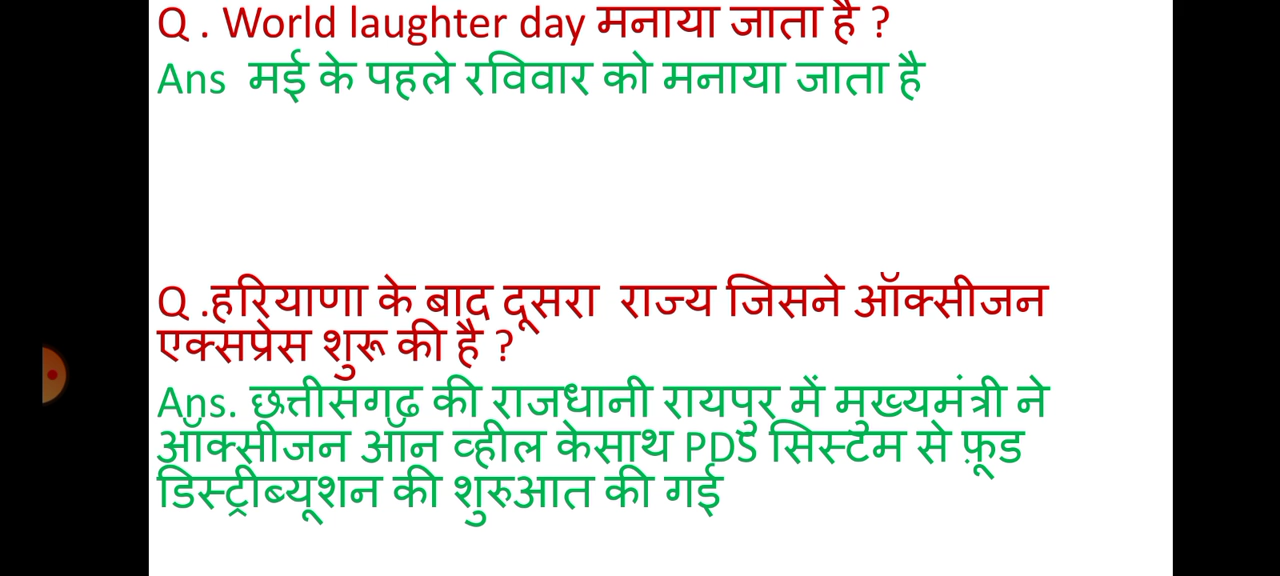 Q . World laughter day मनाया जाता है ?
Ans मई के पहले रविवार को मनाया जाता है
Q .हरियाणा के बाद दूसरा राज्य जिसने ऑक्सीजन
एक्सप्रेस शुरू की है ?
Ans. छत्तीसगढ़ की राजधानी रायपुर में मुख्यमंत्री ने
ऑक्सीजन ऑन व्हील केसाथ PDS सिस्टम से फ़ूड
डिस्ट्रीब्यूशन की शुरुआत की गई